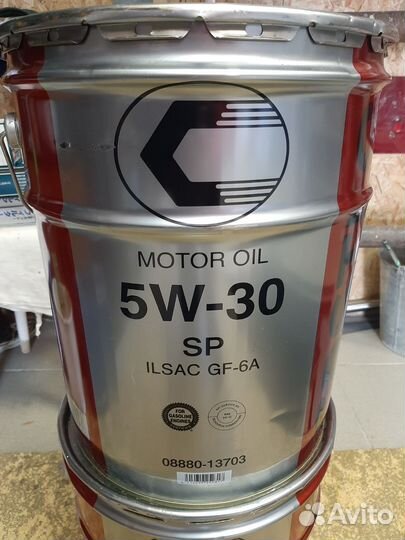 MOTOR OIL
5W-30
SP
ILSAC GF-6A
FOR
GASOLINE
ENGINES
08880-13703
Avito